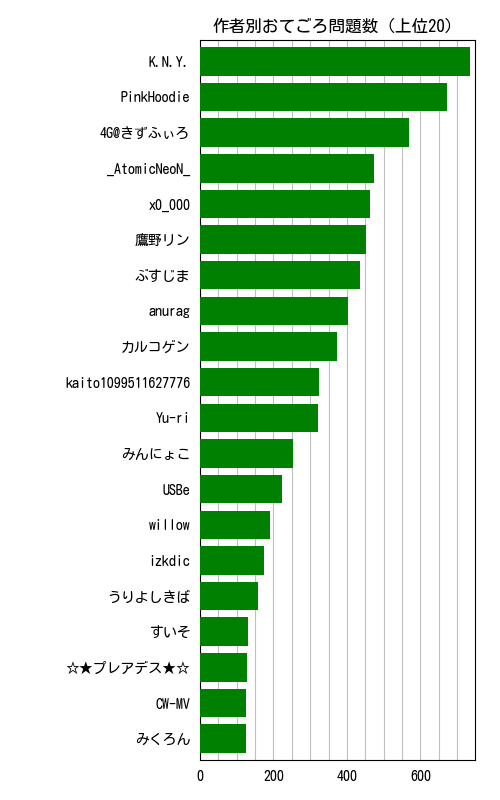 作者別おてごろ問題数（上位20）
K.N.Y.
PinkHoodie
4G@きずふぃろ
_AtomicNeoN_
x0_000
鷹野リン
ぶすじま
anurag
カルコゲン
kaito1099511627776
Yu-ri
みんにょこ
USBe
willow
izkdic
うりよしきば
すいそ
☆★プレアデス★☆
CW-MV
みくろん
0 200 400 600